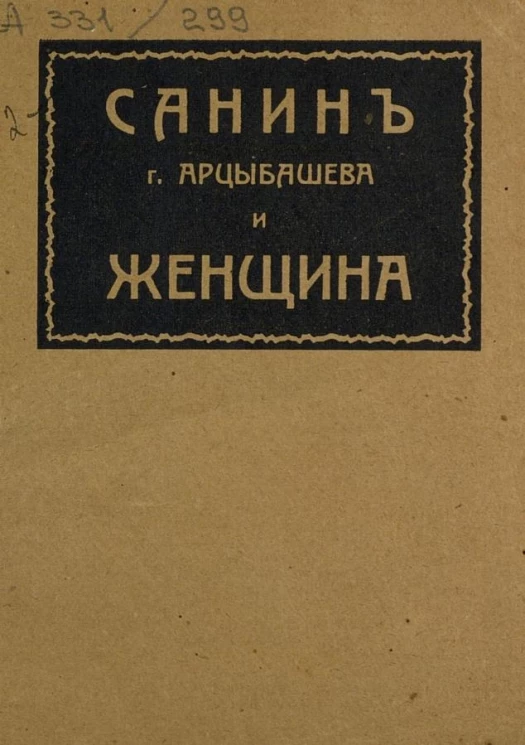 А 331 / 299
2-
САНИНЪ
г. АРЦЫБАШЕВА
и
ЖЕНЩИНА